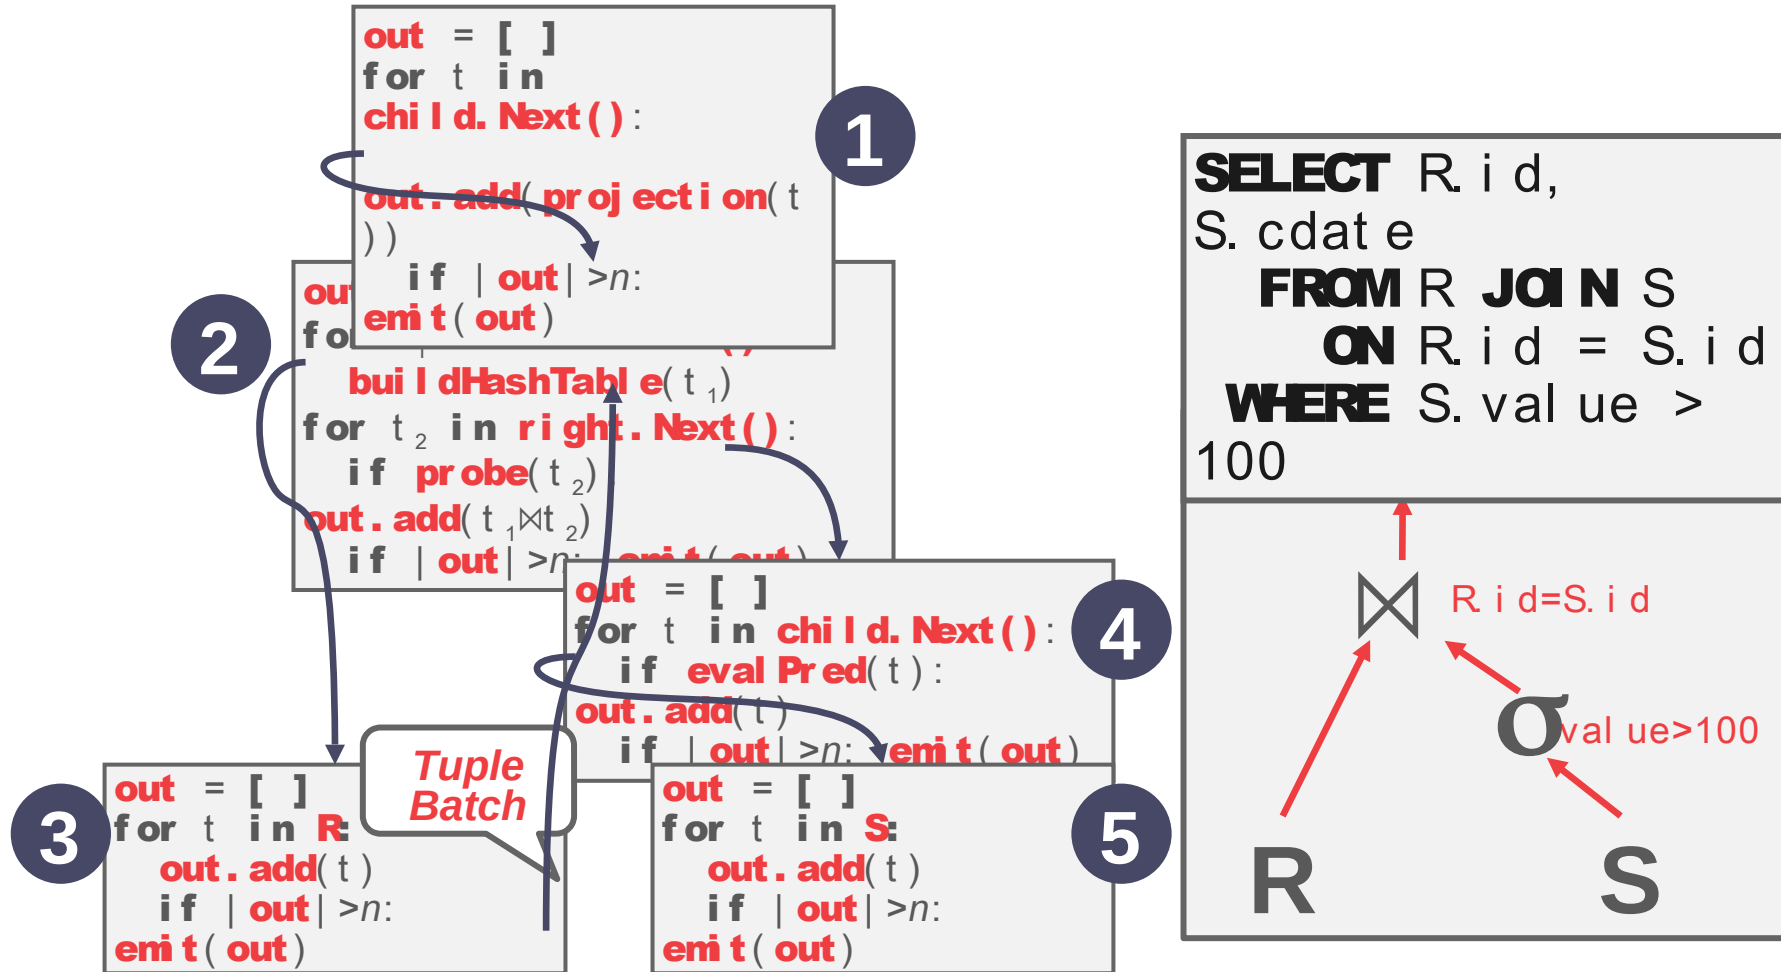 out = [ ]
for t in
child.Next():
out.add(projection(t
))
if |out|>n:
emit(out)
1
2
buildHashTable(t1)
for t2 in right.Next():
if probe(t2)
out.add(t1⋈t2)
if |out|>n: emit(out)
3
out = [ ]
for t in R:
out.add(t)
if |out|>n:
emit(out)
Tuple
Batch
4
out = [ ]
for t in child.Next():
if evalPred(t):
out.add(t)
if |out|>n: emit(out)
5
out = [ ]
for t in S:
out.add(t)
if |out|>n:
emit(out)
SELECT R.id,
S.cdate
FROM R JOIN S
ON R.id = S.id
WHERE S.value >
100
⋈ R.id=S.id
σ value>100
R S